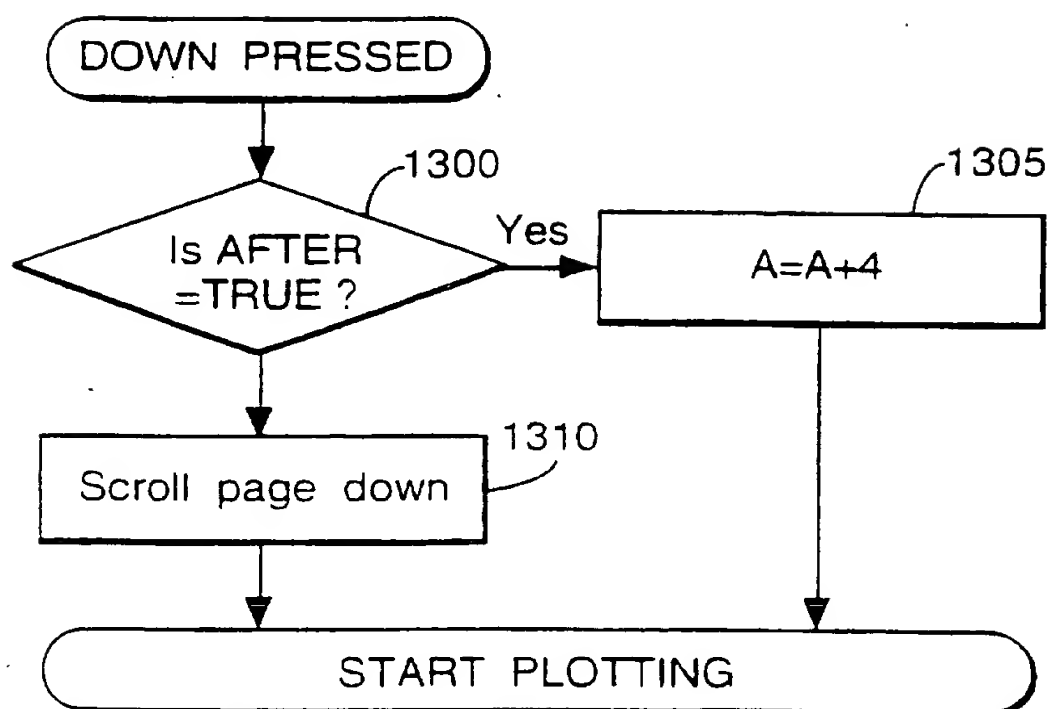 DOWN PRESSED
1300
Is AFTER
=TRUE ?
Yes
1305
A=A+4
1310
Scroll page down
START PLOTTING